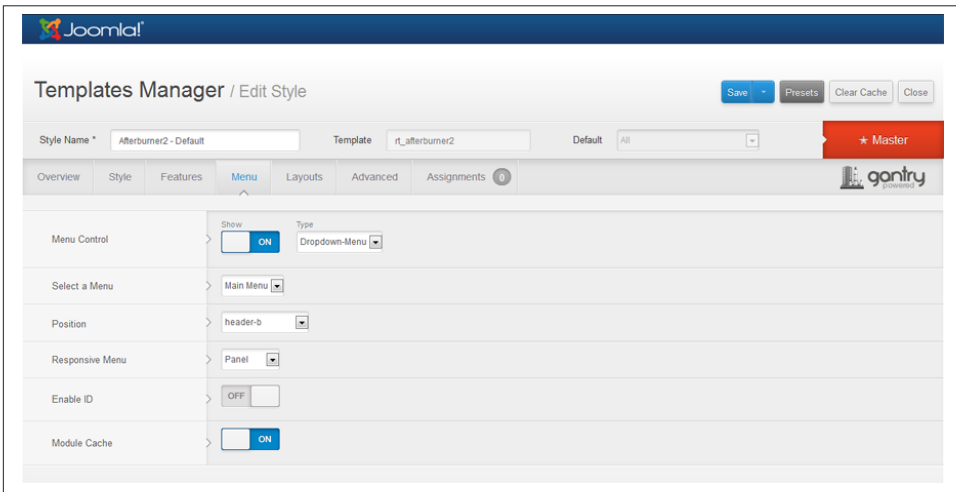 Joomla!
Templates Manager / Edit Style
Save
Presets
Clear Cache
Close
Style Name *
Afterburner2 - Default
Template
rt_afterburner2
Default
All
★ Master
Overview
Style
Features
Menu
Layouts
Advanced
Assignments 0
gantry
powered
Menu Control
Show
ON
Type
Dropdown-Menu
Select a Menu
Main Menu
Position
header-b
Responsive Menu
Panel
Enable ID
OFF
Module Cache
ON